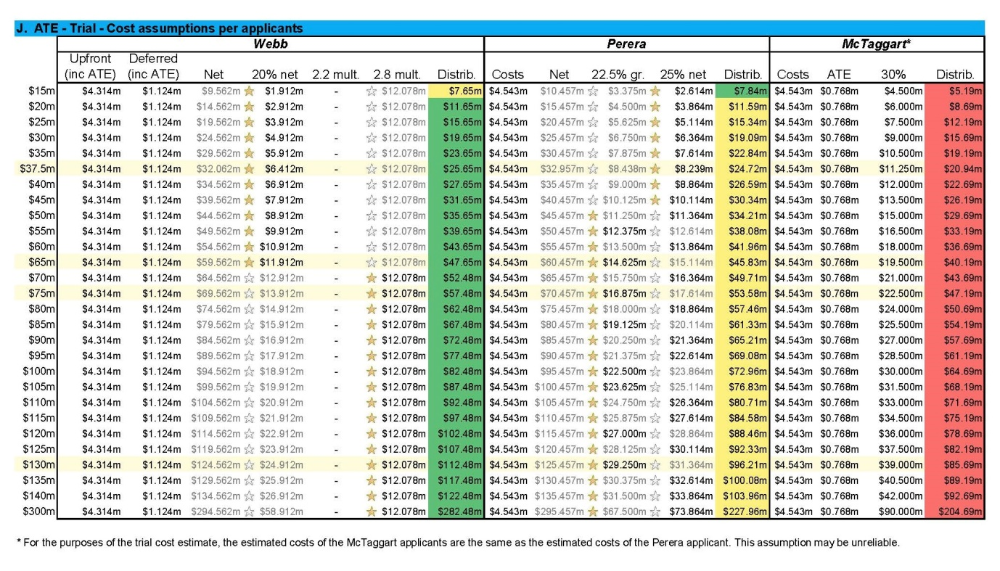 J. ATE - Trial - Cost assumptions per applicants
Webb Perera McTaggart*
Upfront Deferred
(inc ATE) (inc ATE) Net 20% net 2.2 mult. 2.8 mult. Distrib. Costs Net 22.5% gr. 25% net Distrib. Costs ATE 30% Distrib.
$15m $4.314m $1.124m $9.562m $1.912m - $12.078m $7.65m $4.543m $10.457m $3.375m $2.614m $7.84m $4.543m $0.768m $4.500m $5.19m
$20m $4.314m $1.124m $14.562m $2.912m - $12.078m $11.65m $4.543m $15.457m $4.500m $3.864m $11.59m $4.543m $0.768m $6.000m $8.69m
$25m $4.314m $1.124m $19.562m $3.912m - $12.078m $15.65m $4.543m $20.457m $5.625m $5.114m $15.34m $4.543m $0.768m $7.500m $12.19m
$30m $4.314m $1.124m $24.562m $4.912m - $12.078m $19.65m $4.543m $25.457m $6.750m $6.364m $19.09m $4.543m $0.768m $9.000m $15.69m
$35m $4.314m $1.124m $29.562m $5.912m - $12.078m $23.65m $4.543m $30.457m $7.875m $7.614m $22.84m $4.543m $0.768m $10.500m $19.19m
$37.5m $4.314m $1.124m $32.062m $6.412m - $12.078m $25.65m $4.543m $32.957m $8.438m $8.239m $24.72m $4.543m $0.768m $11.250m $20.94m
$40m $4.314m $1.124m $34.562m $6.912m - $12.078m $27.65m $4.543m $35.457m $9.000m $8.864m $26.59m $4.543m $0.768m $12.000m $22.69m
$45m $4.314m $1.124m $39.562m $7.912m - $12.078m $31.65m $4.543m $40.457m $10.125m $10.114m $30.34m $4.543m $0.768m $13.500m $26.19m
$50m $4.314m $1.124m $44.562m $8.912m - $12.078m $35.65m $4.543m $45.457m $11.250m $11.364m $34.21m $4.543m $0.768m $15.000m $29.69m
$55m $4.314m $1.124m $49.562m $9.912m - $12.078m $39.65m $4.543m $50.457m $12.375m $12.614m $38.08m $4.543m $0.768m $16.500m $33.19m
$60m $4.314m $1.124m $54.562m $10.912m - $12.078m $43.65m $4.543m $55.457m $13.500m $13.864m $41.96m $4.543m $0.768m $18.000m $36.69m
$65m $4.314m $1.124m $59.562m $11.912m - $12.078m $47.65m $4.543m $60.457m $14.625m $15.114m $45.83m $4.543m $0.768m $19.500m $40.19m
$70m $4.314m $1.124m $64.562m $12.912m - $12.078m $52.48m $4.543m $65.457m $15.750m $16.364m $49.71m $4.543m $0.768m $21.000m $43.69m
$75m $4.314m $1.124m $69.562m $13.912m - $12.078m $57.48m $4.543m $70.457m $16.875m $17.614m $53.58m $4.543m $0.768m $22.500m $47.19m
$80m $4.314m $1.124m $74.562m $14.912m - $12.078m $62.48m $4.543m $75.457m $18.000m $18.864m $57.46m $4.543m $0.768m $24.000m $50.69m
$85m $4.314m $1.124m $79.562m $15.912m - $12.078m $67.48m $4.543m $80.457m $19.125m $20.114m $61.33m $4.543m $0.768m $25.500m $54.19m
$90m $4.314m $1.124m $84.562m $16.912m - $12.078m $72.48m $4.543m $85.457m $20.250m $21.364m $65.21m $4.543m $0.768m $27.000m $57.69m
$95m $4.314m $1.124m $89.562m $17.912m - $12.078m $77.48m $4.543m $90.457m $21.375m $22.614m $69.08m $4.543m $0.768m $28.500m $61.19m
$100m $4.314m $1.124m $94.562m $18.912m - $12.078m $82.48m $4.543m $95.457m $22.500m $23.864m $72.96m $4.543m $0.768m $30.000m $64.69m
$105m $4.314m $1.124m $99.562m $19.912m - $12.078m $87.48m $4.543m $100.457m $23.625m $25.114m $76.83m $4.543m $0.768m $31.500m $68.19m
$110m $4.314m $1.124m $104.562m $20.912m - $12.078m $92.48m $4.543m $105.457m $24.750m $26.364m $80.71m $4.543m $0.768m $33.000m $71.69m
$115m $4.314m $1.124m $109.562m $21.912m - $12.078m $97.48m $4.543m $110.457m $25.875m $27.614m $84.58m $4.543m $0.768m $34.500m $75.19m
$120m $4.314m $1.124m $114.562m $22.912m - $12.078m $102.48m $4.543m $115.457m $27.000m $28.864m $88.46m $4.543m $0.768m $36.000m $78.69m
$125m $4.314m $1.124m $119.562m $23.912m - $12.078m $107.48m $4.543m $120.457m $28.125m $30.114m $92.33m $4.543m $0.768m $37.500m $82.19m
$130m $4.314m $1.124m $124.562m $24.912m - $12.078m $112.48m $4.543m $125.457m $29.250m $31.364m $96.21m $4.543m $0.768m $39.000m $85.69m
$135m $4.314m $1.124m $129.562m $25.912m - $12.078m $117.48m $4.543m $130.457m $30.375m $32.614m $100.08m $4.543m $0.768m $40.500m $89.19m
$140m $4.314m $1.124m $134.562m $26.912m - $12.078m $122.48m $4.543m $135.457m $31.500m $33.864m $103.96m $4.543m $0.768m $42.000m $92.69m
$300m $4.314m $1.124m $294.562m $58.912m - $12.078m $282.48m $4.543m $295.457m $67.500m $73.864m $227.96m $4.543m $0.768m $90.000m $204.69m
* For the purposes of the trial cost estimate, the estimated costs of the McTaggart applicants are the same as the estimated costs of the Perera applicant. This assumption may be unreliable.